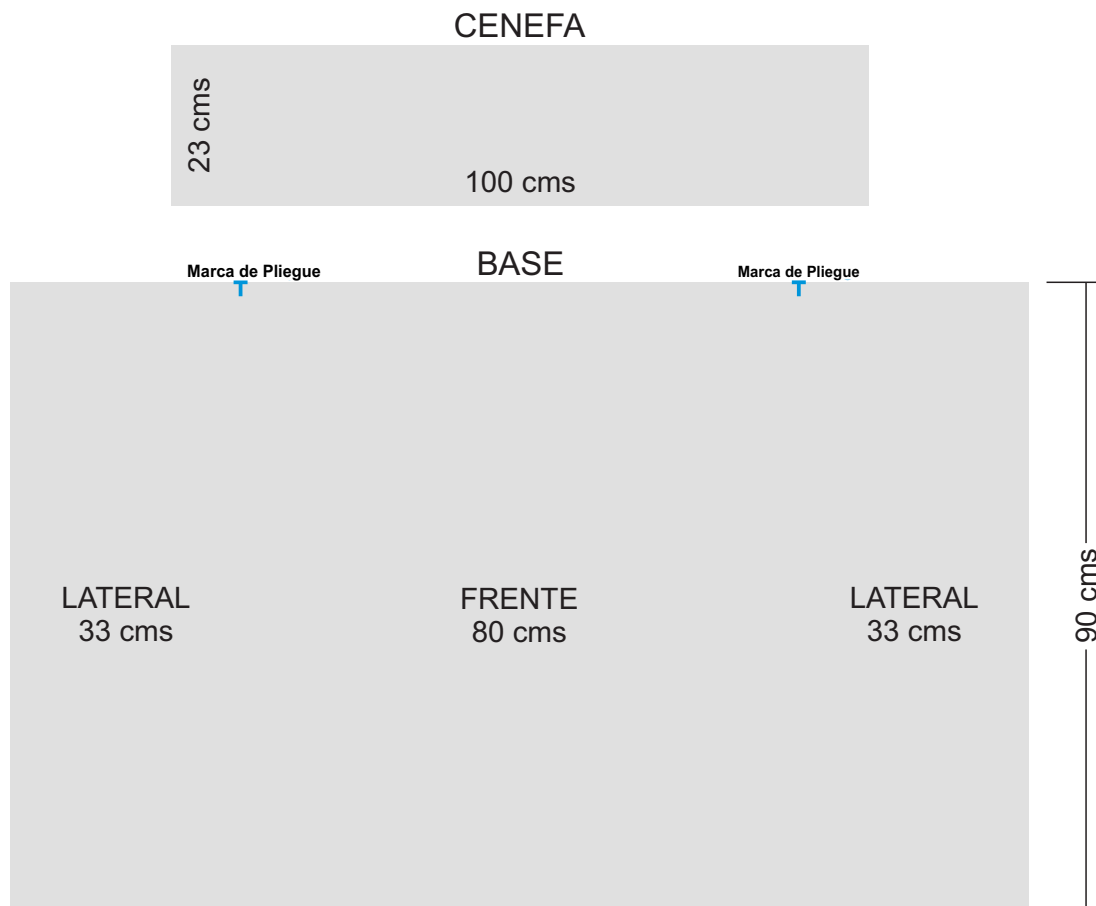 CENEFA
23 cms
100 cms
BASE
Marca de Pliegue
Marca de Pliegue
LATERAL
33 cms
FRENTE
80 cms
LATERAL
33 cms
90 cms